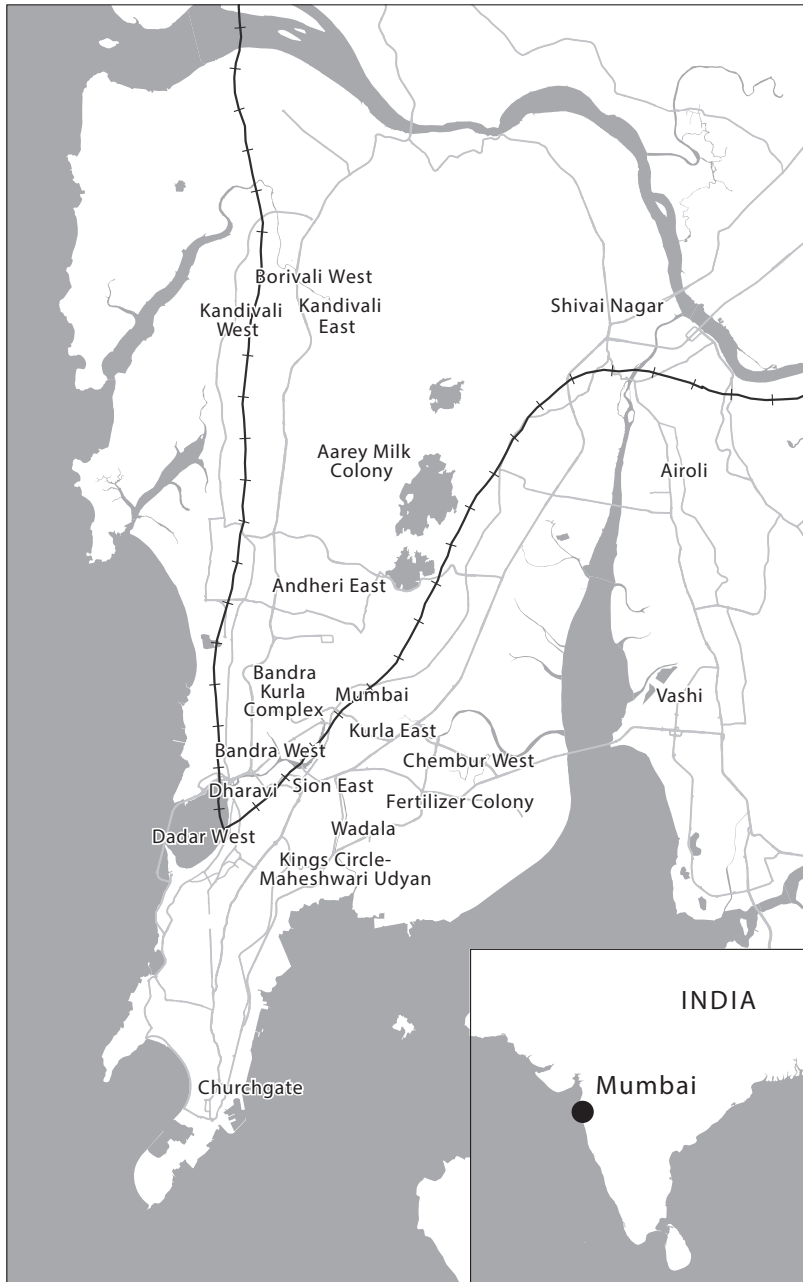 Borivali West
Kandivali
West
Kandivali
East
Shivai Nagar
Aarey Milk
Colony
Airoli
Andheri East
Bandra
Kurla
Complex
Mumbai
Vashi
Kurla East
Bandra West
Chembur West
Dharavi
Sion East
Fertilizer Colony
Dadar West
Wadala
Kings Circle-
Maheshwari Udyan
Churchgate
INDIA
Mumbai